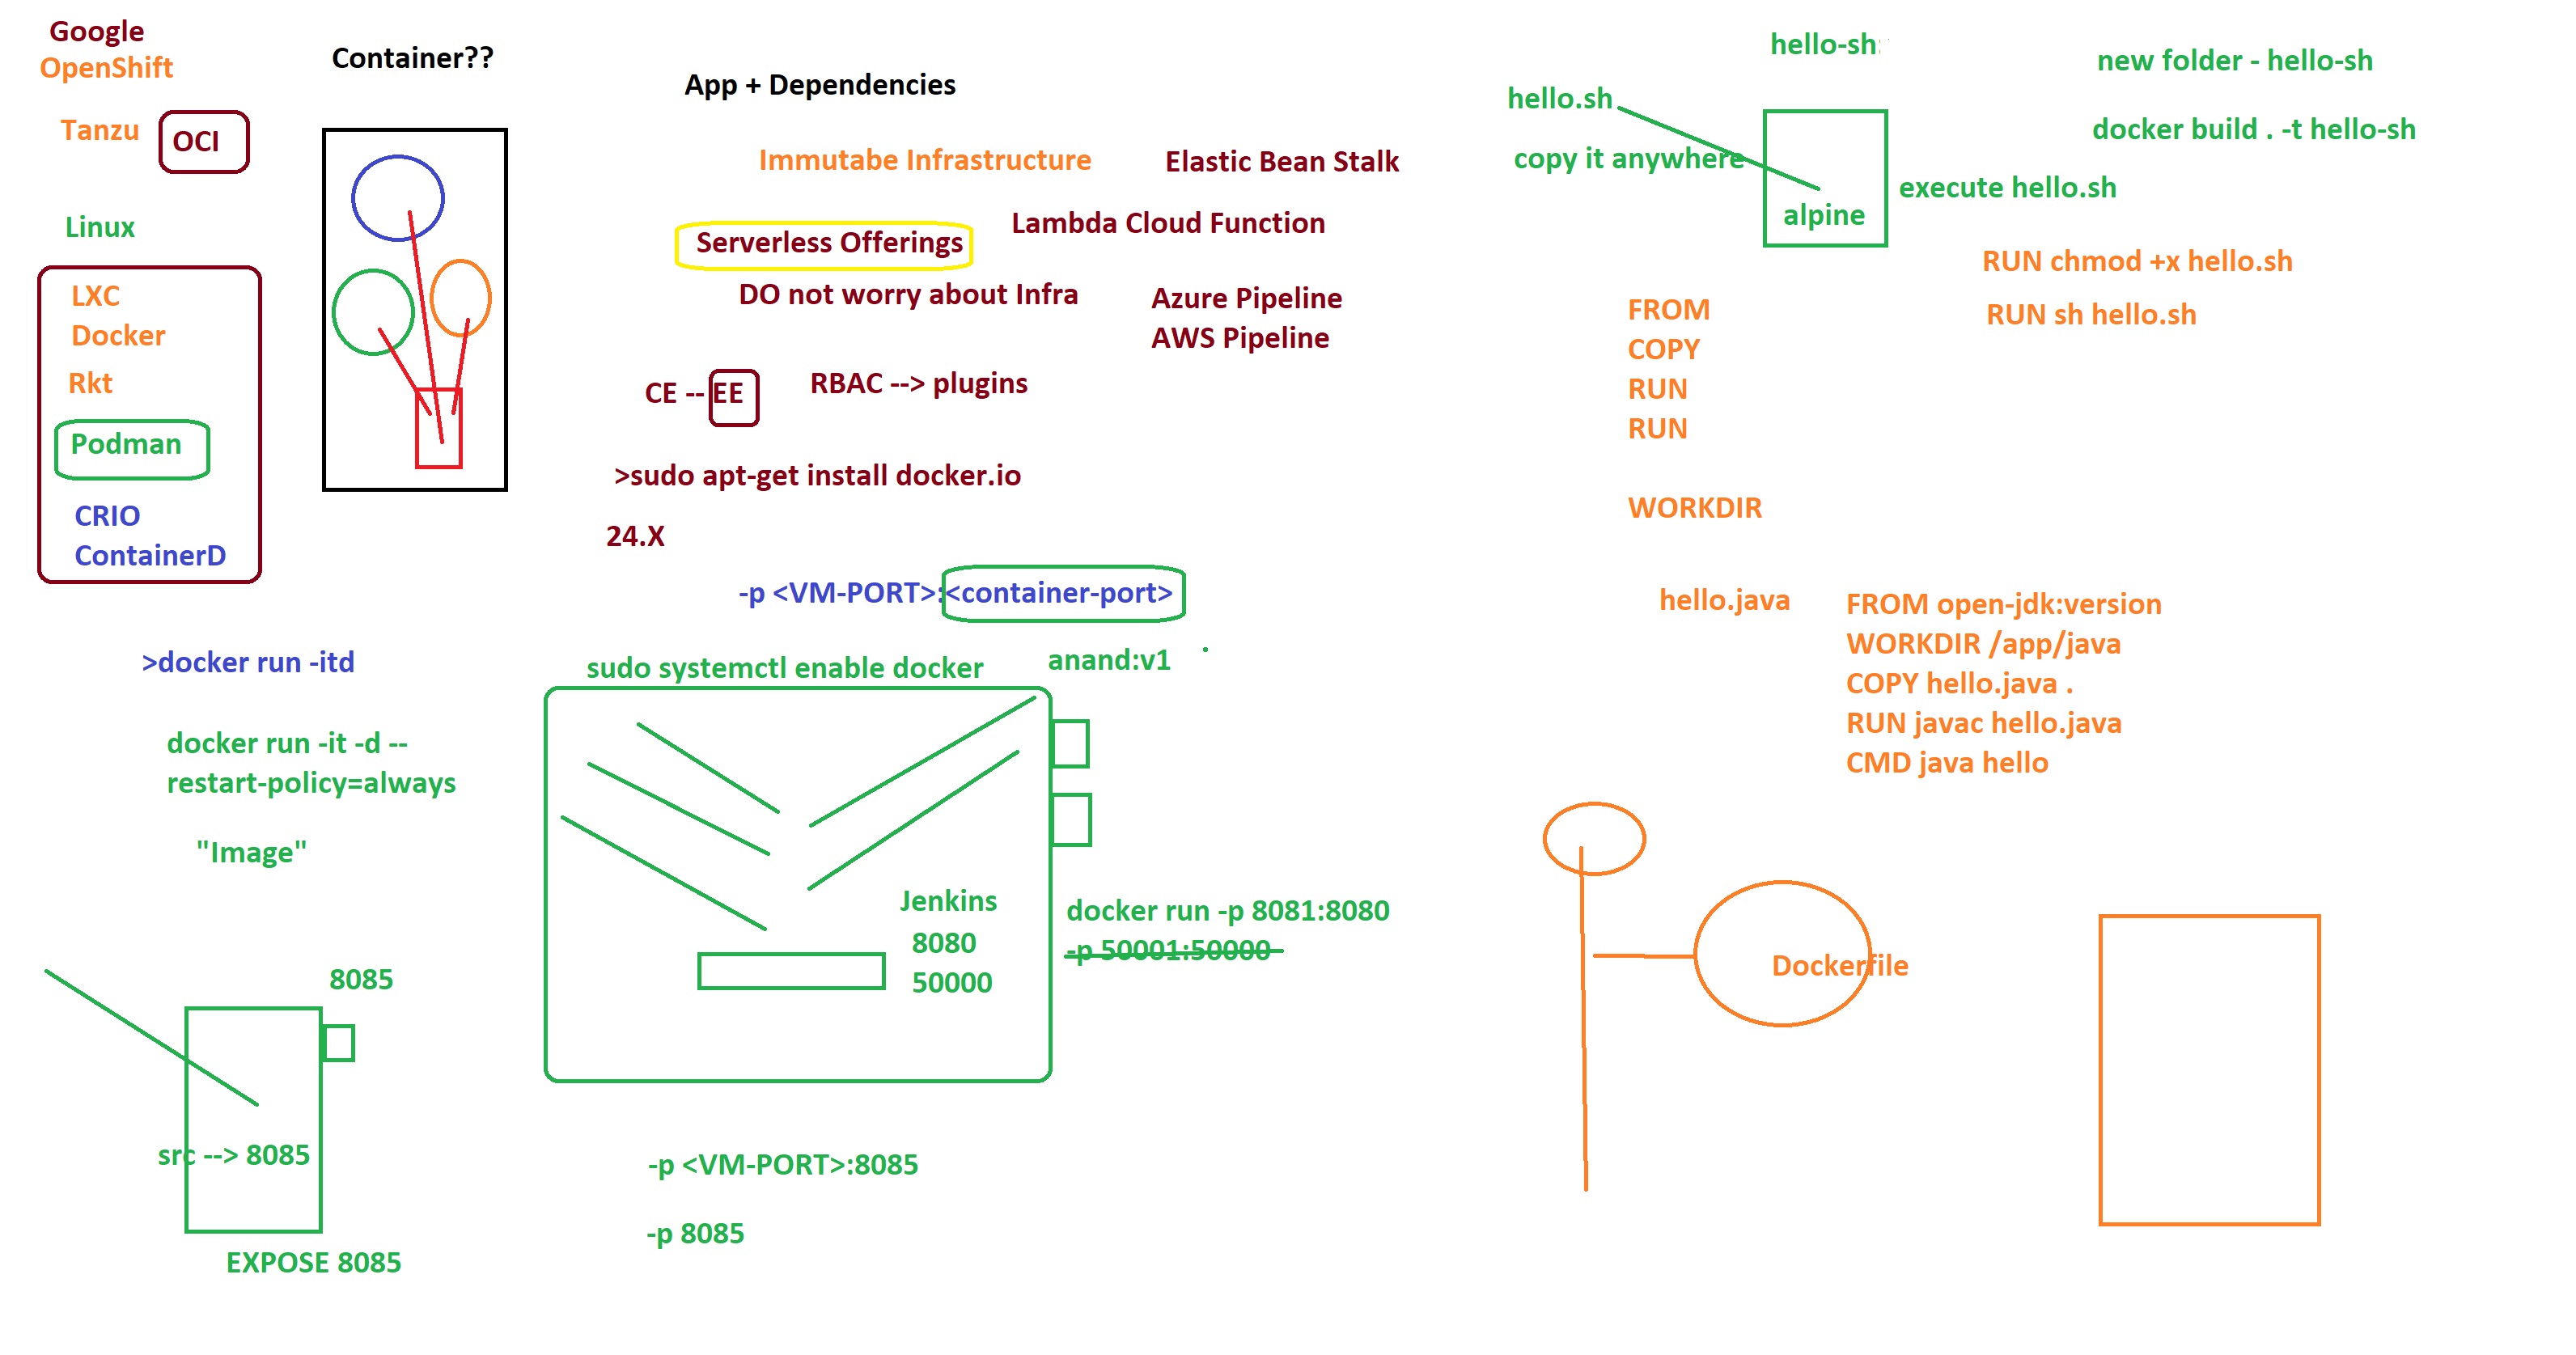 Google
OpenShift
Tanzu
OCI
Linux
LXC
Docker
Rkt
Podman
CRIO
ContainerD
Container??
App + Dependencies
Immutabe Infrastructure
Elastic Bean Stalk
Serverless Offerings
Lambda Cloud Function
DO not worry about Infra
Azure Pipeline
AWS Pipeline
CE -- EE
RBAC --> plugins
>sudo apt-get install docker.io
24.X
-p <VM-PORT>:<container-port>
>docker run -itd
docker run -it -d --
restart-policy=always
"Image"
sudo systemctl enable docker
anand:v1
Jenkins
8080
50000
docker run -p 8081:8080
-p 50001:50000
8085
src --> 8085
EXPOSE 8085
-p <VM-PORT>:8085
-p 8085
hello-sh:
hello.sh
copy it anywhere
alpine
execute hello.sh
new folder - hello-sh
docker build . -t hello-sh
RUN chmod +x hello.sh
RUN sh hello.sh
FROM
COPY
RUN
RUN
WORKDIR
hello.java
FROM open-jdk:version
WORKDIR /app/java
COPY hello.java .
RUN javac hello.java
CMD java hello
Dockerfile